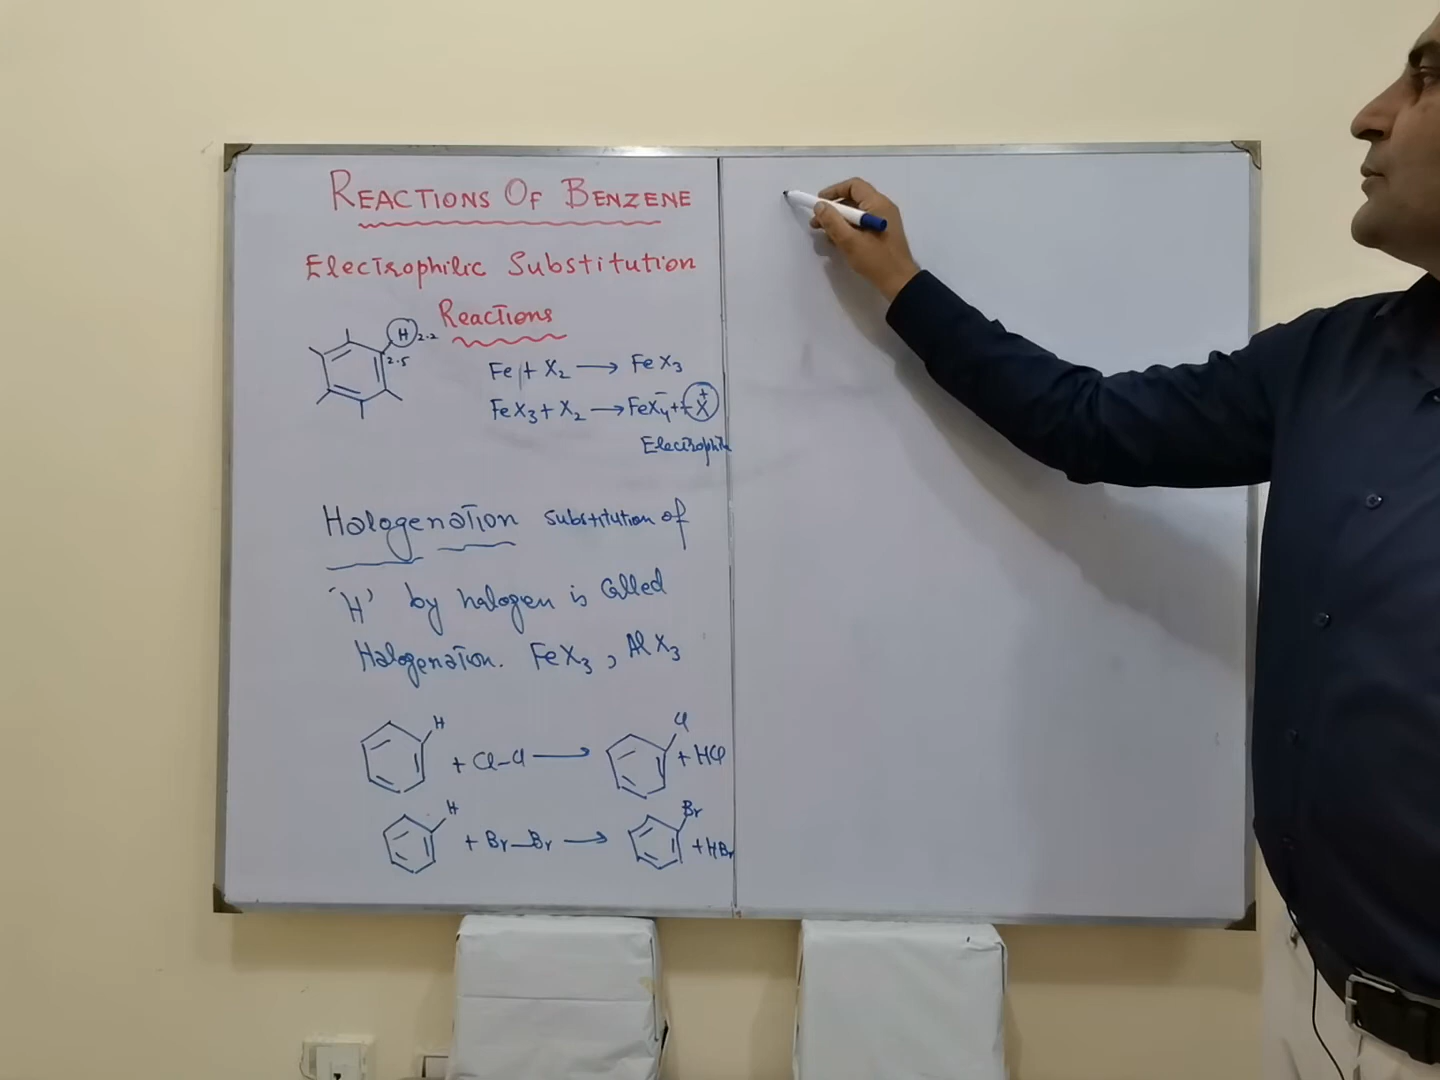 REACTIONS OF BENZENE
Electrophilic Substitution
Reactions
H 2.2
2.5
Fe + X₂ → FeX₃
FeX₃ + X₂ → FeX₄⁻ + X⁺
Halogenation substitution of
'H' by halogen is called
Halogenation. FeX₃, AlX₃
H + Cl-Cl → Cl + HCl
H + Br-Br → Br + HBr